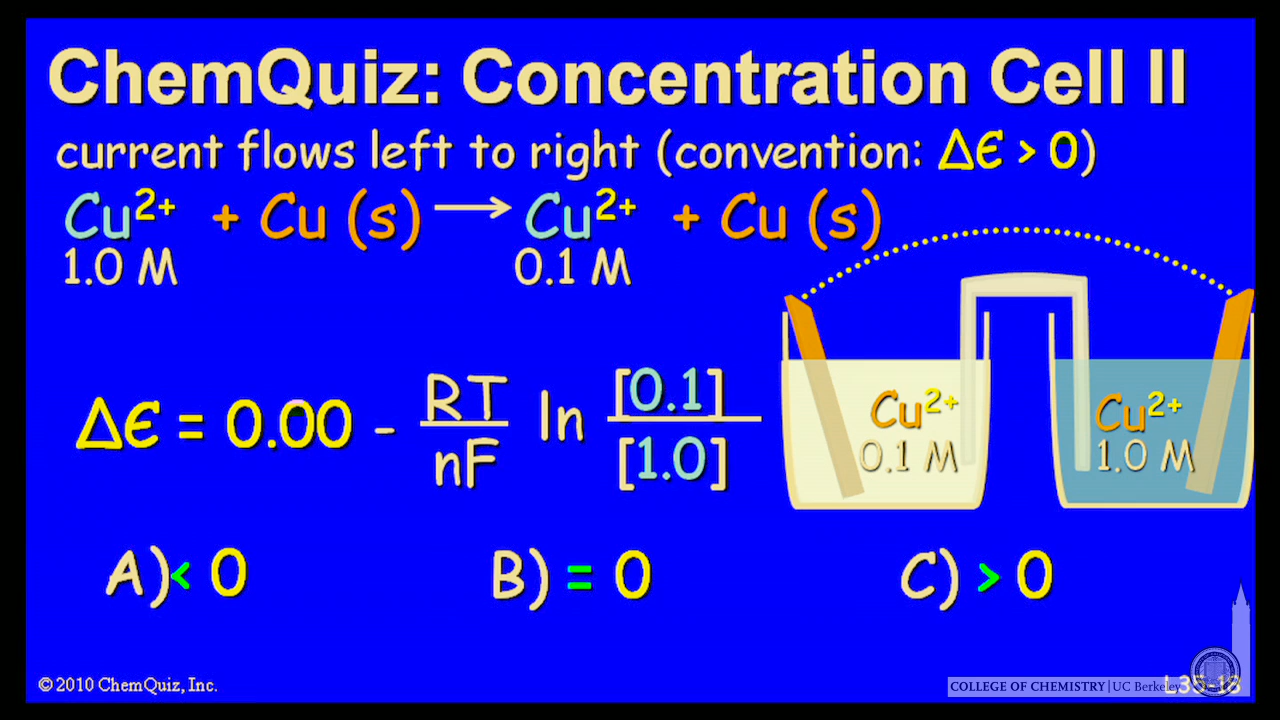 ChemQuiz: Concentration Cell II
current flows left to right (convention: Δϵ > 0)
Cu²⁺ + Cu (s) ⟶ Cu²⁺ + Cu (s)
1.0 M 0.1 M
Δϵ = 0.00 - RT/nF ln [0.1]/[1.0]
Cu²⁺
0.1 M
Cu²⁺
1.0 M
A) < 0 B) = 0 C) > 0
© 2010 ChemQuiz, Inc.
COLLEGE OF CHEMISTRY | UC Berkeley
L35-18